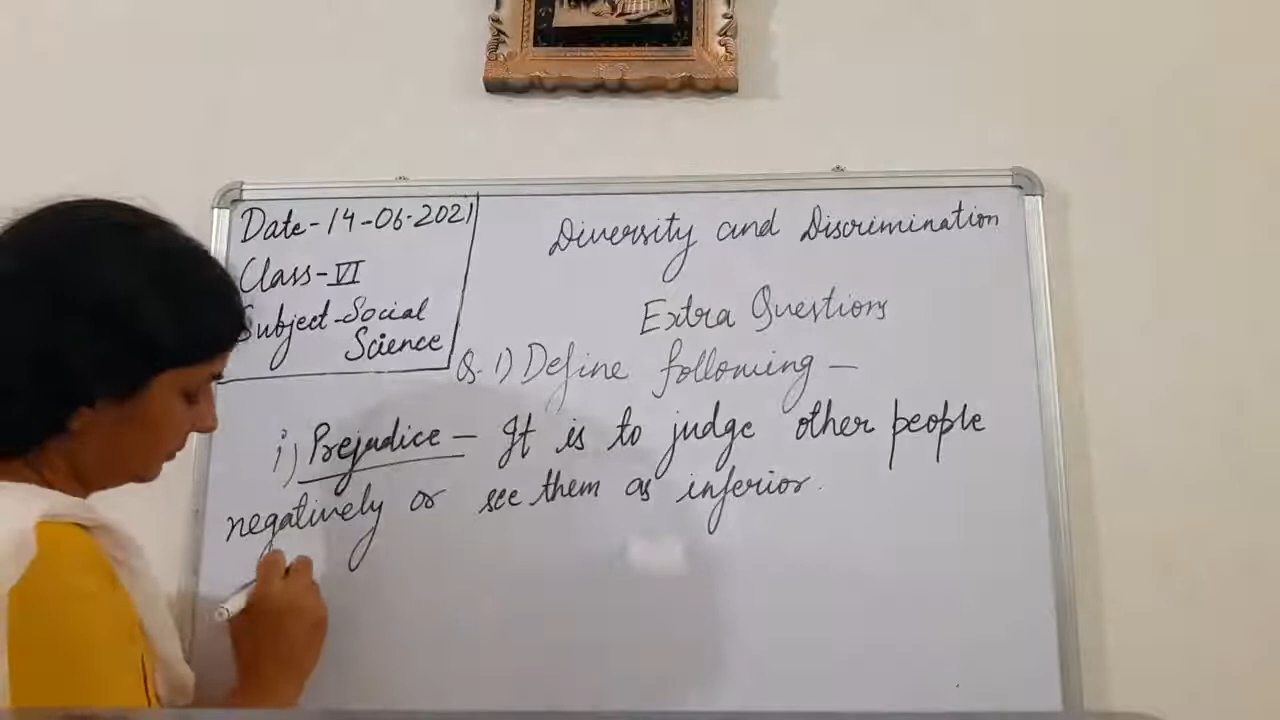 Date-14-06-2021
Class-VI
Subject-Social
Science
Diversity and Discrimination
Extra Questions
Q.1) Define following -
i) Prejudice - It is to judge other people
negatively or see them as inferior.